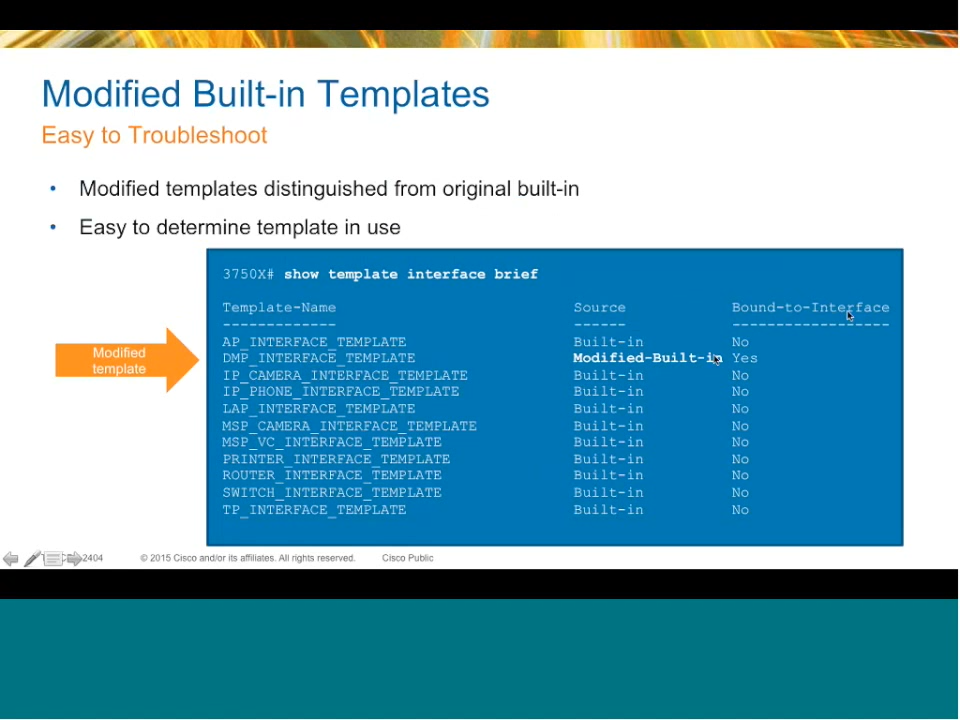 Modified Built-in Templates
Easy to Troubleshoot
• Modified templates distinguished from original built-in
• Easy to determine template in use
3750X# show template interface brief
Template-Name Source Bound-to-Interface
------------- ------ ------------------
AP_INTERFACE_TEMPLATE Built-in No
DMP_INTERFACE_TEMPLATE Modified-Built-in Yes
IP_CAMERA_INTERFACE_TEMPLATE Built-in No
IP_PHONE_INTERFACE_TEMPLATE Built-in No
LAP_INTERFACE_TEMPLATE Built-in No
MSP_CAMERA_INTERFACE_TEMPLATE Built-in No
MSP_VC_INTERFACE_TEMPLATE Built-in No
PRINTER_INTERFACE_TEMPLATE Built-in No
ROUTER_INTERFACE_TEMPLATE Built-in No
SWITCH_INTERFACE_TEMPLATE Built-in No
TP_INTERFACE_TEMPLATE Built-in No
Modified
template
2404 © 2015 Cisco and/or its affiliates. All rights reserved. Cisco Public